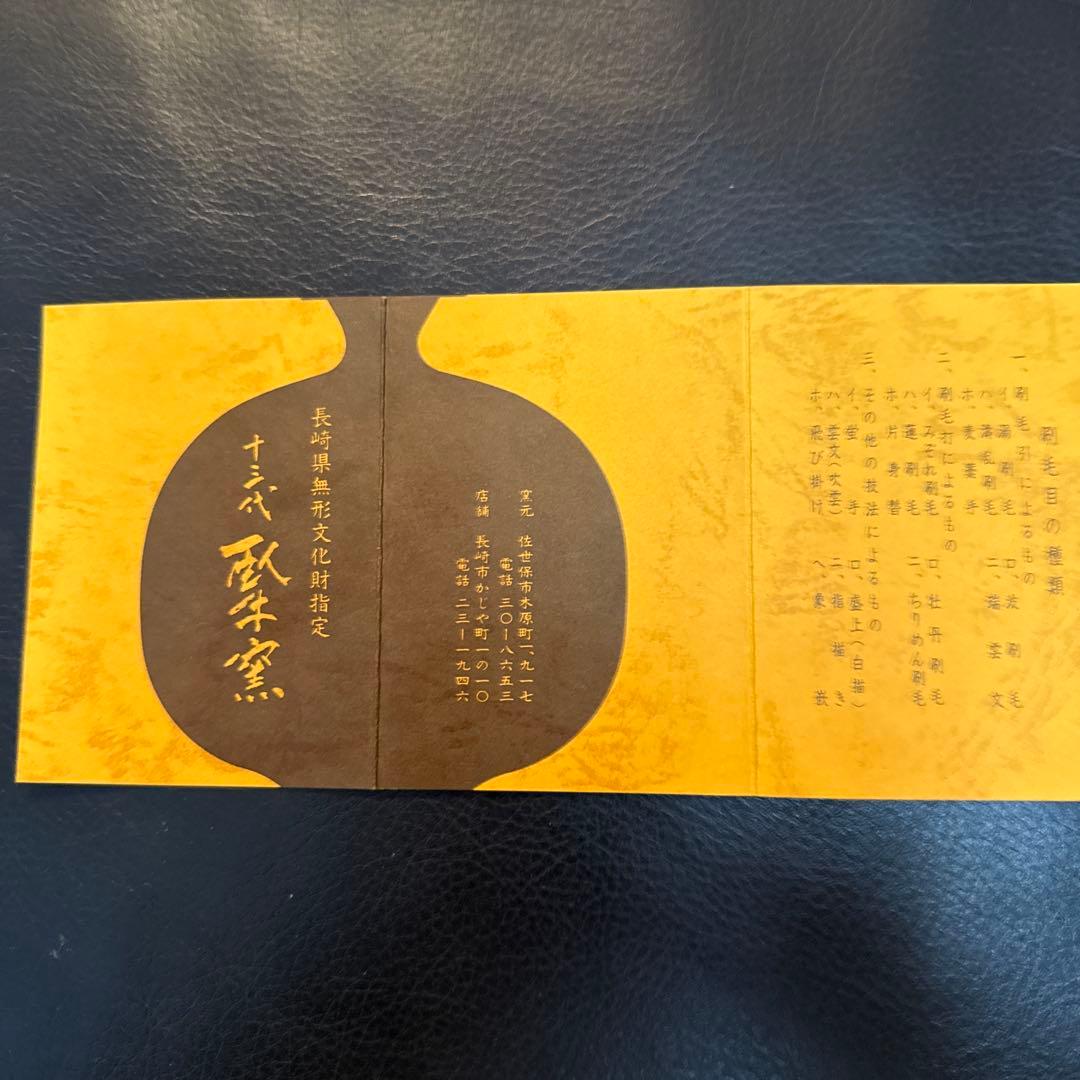 刷毛目の種類
一、刷毛引によるもの
イ、渦刷毛　ロ、波刷毛
ハ、蒲乱刷毛　ニ、瑞雲文
ホ、麦藁手
二、刷毛打によるもの
イ、みぞれ刷毛　ロ、牡丹刷毛
ハ、蓮刷毛　ニ、ちりめん刷毛
ホ、片身替
三、その他の技法によるもの
イ、蛍手　ロ、盛上(白描)
ハ、雲文(吹雲)　ニ、指描き
ホ、飛び掛け　ヘ、象嵌
窯元　佐世保市木原町一、九一七
電話　三〇ー八六五三
店舗　長崎市かじや町一の一〇
電話　二三ー一九四六
長崎県無形文化財指定
十三代　臥牛窯